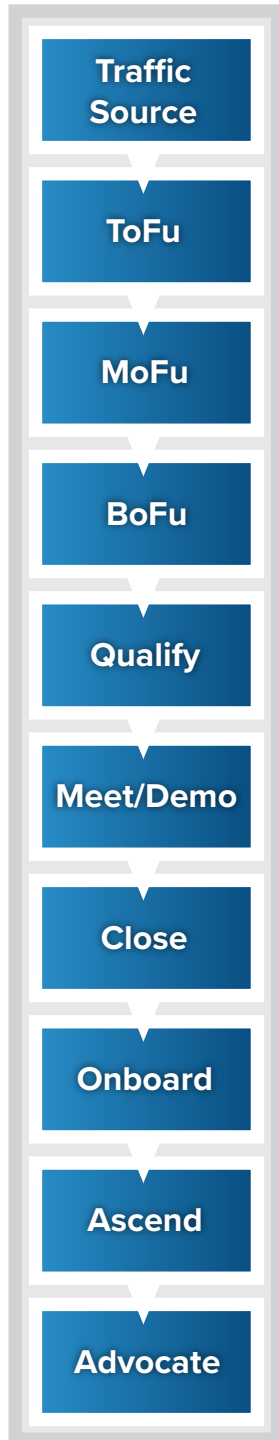 Traffic
Source
ToFu
MoFu
BoFu
Qualify
Meet/Demo
Close
Onboard
Ascend
Advocate